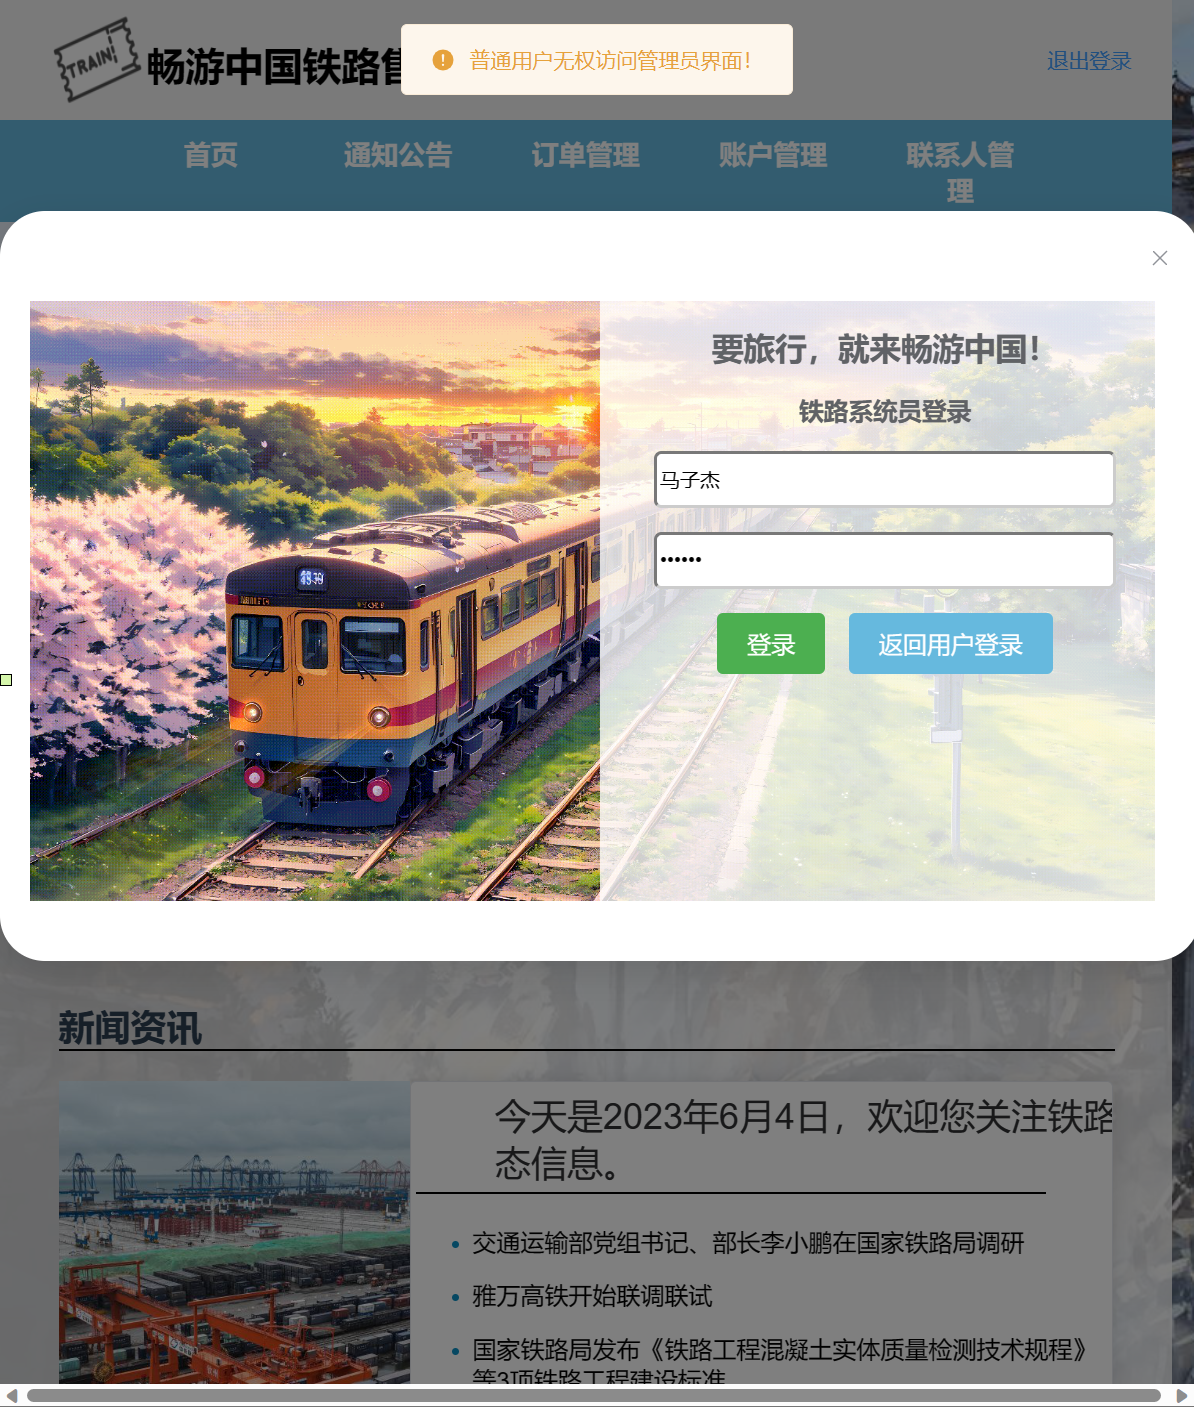 TRAIN!
畅游中国铁路售
普通用户无权访问管理员界面！
退出登录
首页
通知公告
订单管理
账户管理
联系人管
理
要旅行，就来畅游中国！
铁路系统员登录
马子杰
••••••
登录
返回用户登录
新闻资讯
今天是2023年6月4日，欢迎您关注铁路
态信息。
交通运输部党组书记、部长李小鹏在国家铁路局调研
雅万高铁开始联调联试
国家铁路局发布《铁路工程混凝土实体质量检测技术规程》
等3项铁路工程建设标准